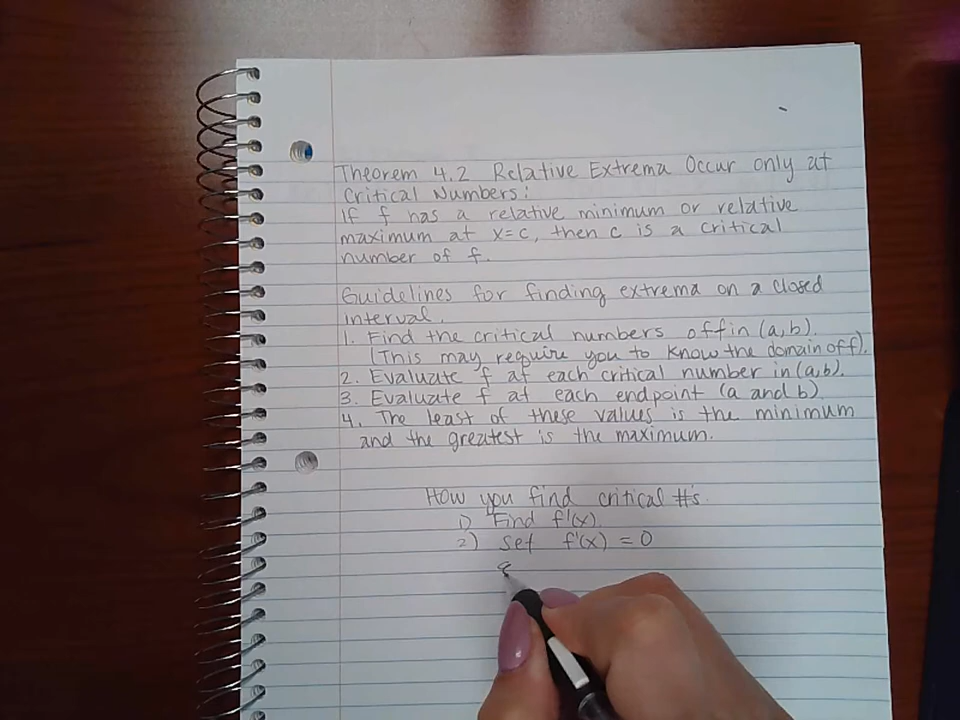 Theorem 4.2 Relative Extrema Occur only at
Critical Numbers:
If f has a relative minimum or relative
maximum at x=c, then c is a critical
number of f.
Guidelines for finding extrema on a closed
interval.
1. Find the critical numbers of f in (a,b).
(This may require you to know the domain of f).
2. Evaluate f at each critical number in (a,b).
3. Evaluate f at each endpoint (a and b)
4. The least of these values is the minimum
and the greatest is the maximum.
How you find critical #'s
1) Find f'(x).
2) Set f'(x) = 0